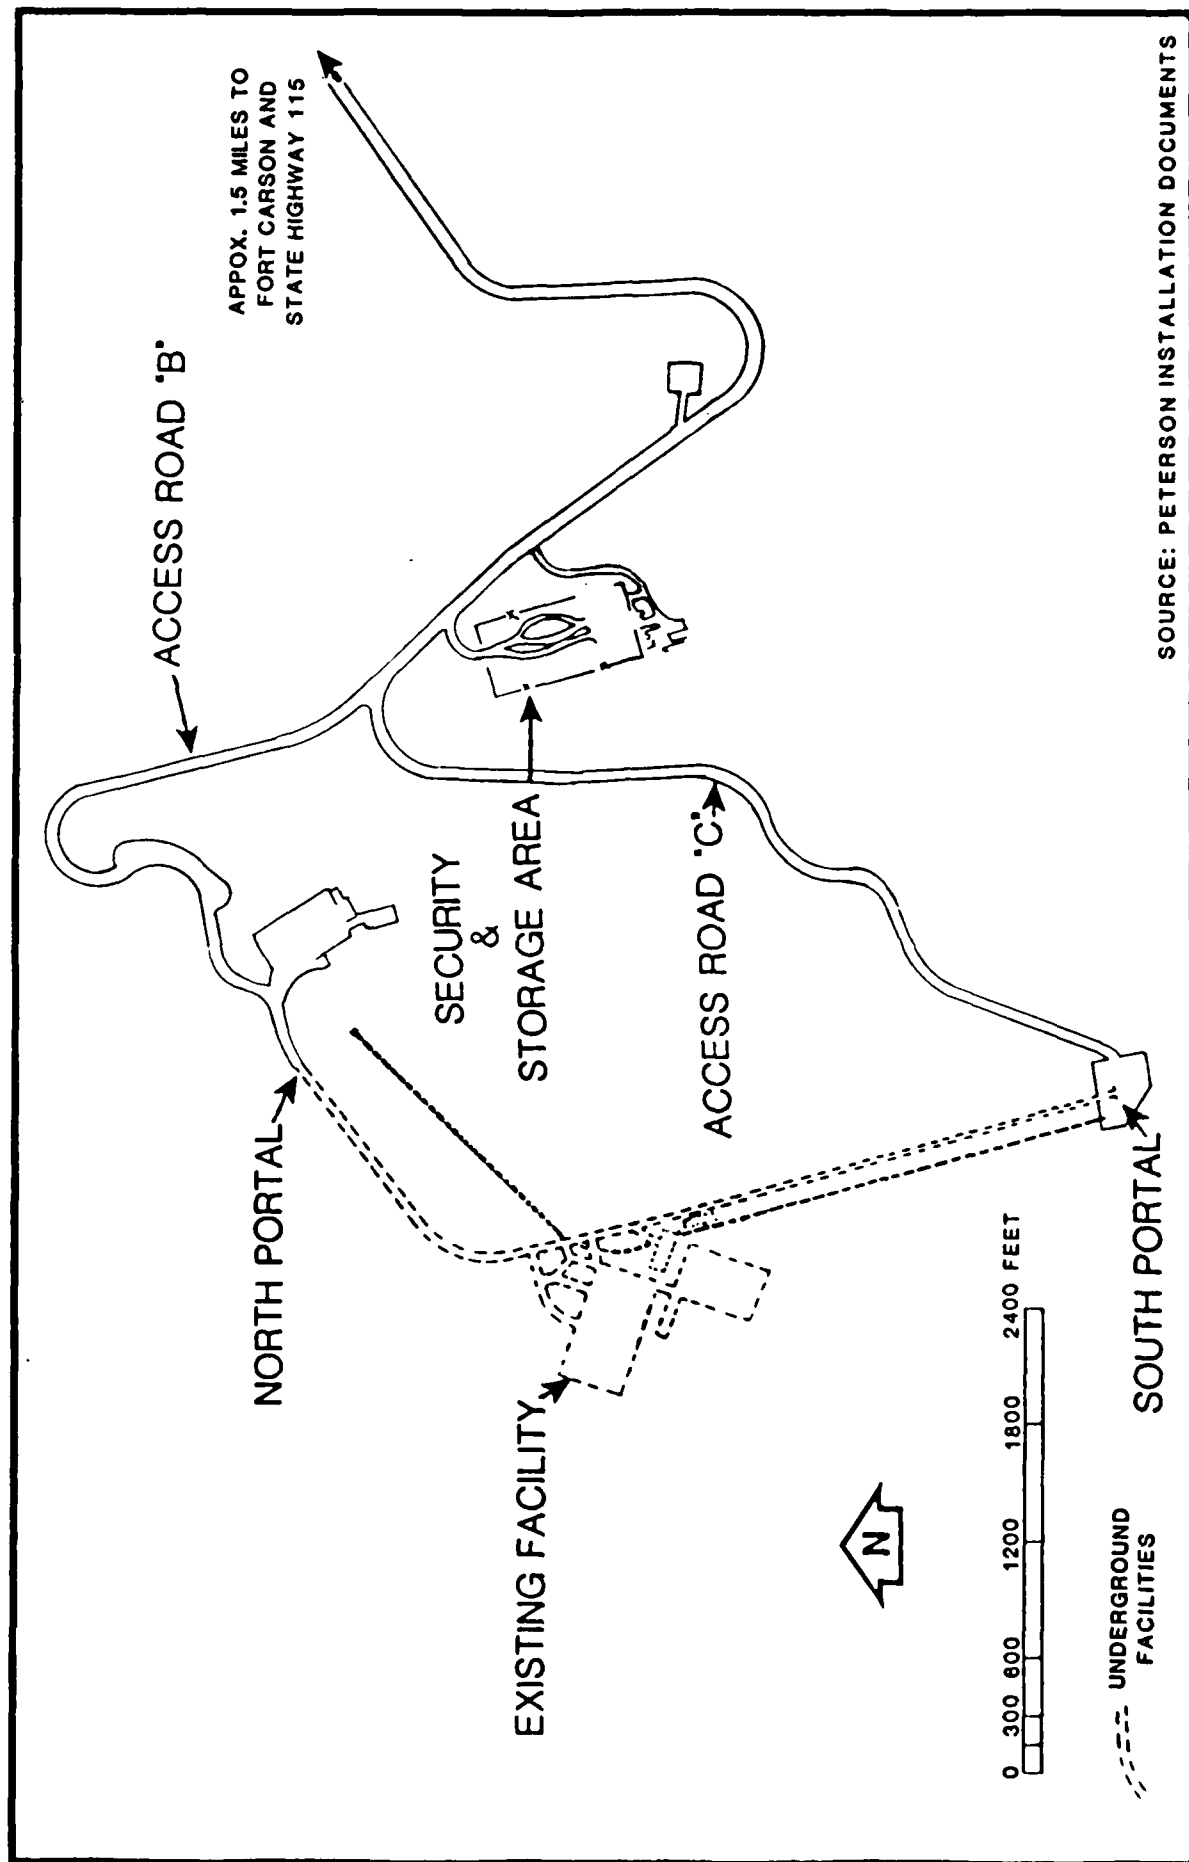 APPOX. 1.5 MILES TO
FORT CARSON AND
STATE HIGHWAY 115
ACCESS ROAD "B"
NORTH PORTAL
SECURITY
&
STORAGE AREA
EXISTING FACILITY
ACCESS ROAD "C"
N
0 300 600 1200 1800 2400 FEET
UNDERGROUND
FACILITIES
SOUTH PORTAL
SOURCE: PETERSON INSTALLATION DOCUMENTS